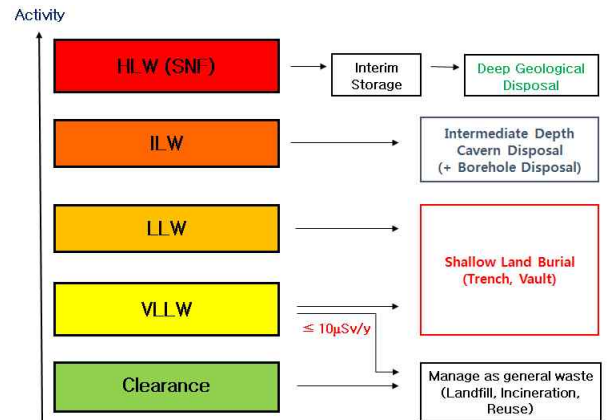 Activity
HLW (SNF)
Interim
Storage
Deep Geological
Disposal
ILW
Intermediate Depth
Cavern Disposal
(+ Borehole Disposal)
LLW
Shallow Land Burial
(Trench, Vault)
VLLW
≤ 10μSv/y
Clearance
Manage as general waste
(Landfill, Incineration,
Reuse)